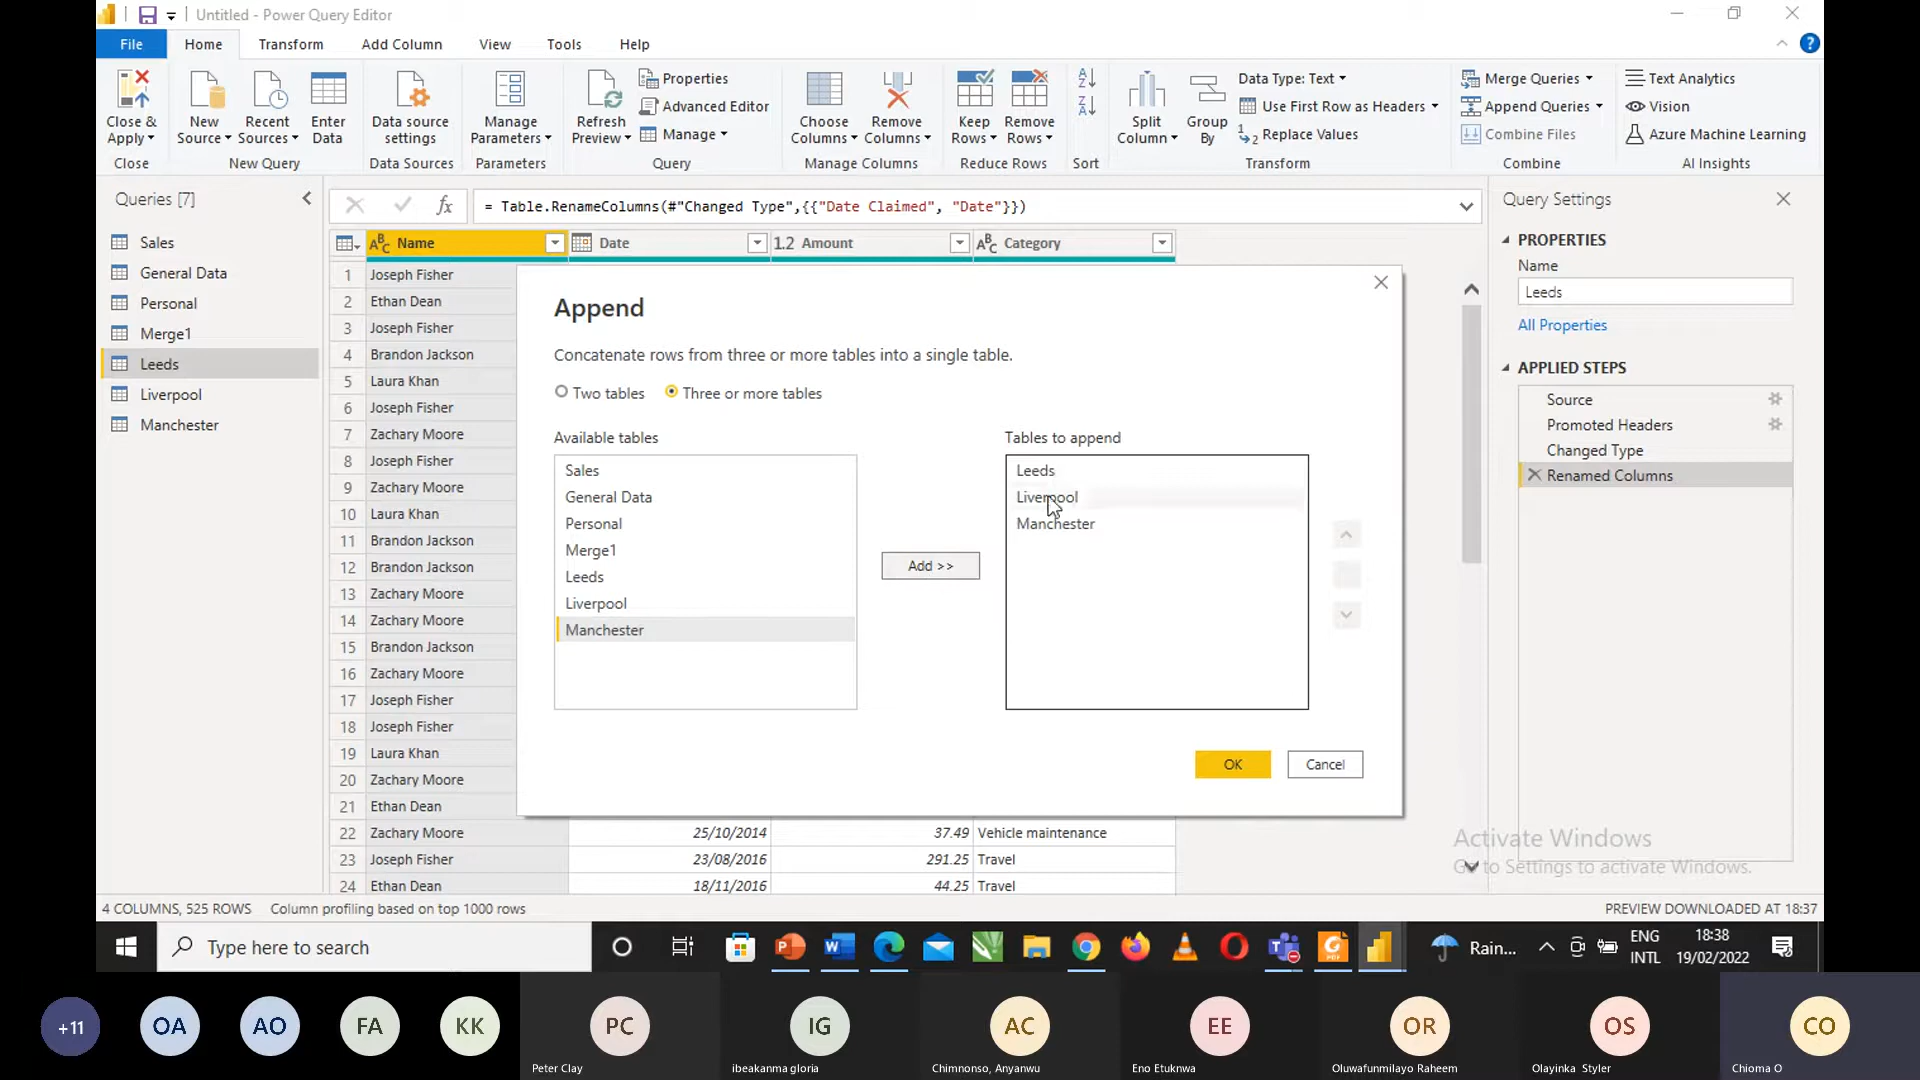 Untitled - Power Query Editor
File Home Transform Add Column View Tools Help
Close & Apply
Close
New Source
Recent Sources
Enter Data
New Query
Data source settings
Data Sources
Manage Parameters
Parameters
Refresh Preview
Properties
Advanced Editor
Manage
Query
Choose Columns
Remove Columns
Manage Columns
Keep Rows
Remove Rows
Reduce Rows
Sort
Split Column
Group By
Data Type: Text
Use First Row as Headers
Replace Values
Transform
Merge Queries
Append Queries
Combine Files
Combine
Text Analytics
Vision
Azure Machine Learning
AI Insights
Queries [7]
Sales
General Data
Personal
Merge1
Leeds
Liverpool
Manchester
fx = Table.RenameColumns(#"Changed Type",{{"Date Claimed", "Date"}})
ABC Name Date 1.2 Amount ABC Category
1 Joseph Fisher
2 Ethan Dean
3 Joseph Fisher
4 Brandon Jackson
5 Laura Khan
6 Joseph Fisher
7 Zachary Moore
8 Joseph Fisher
9 Zachary Moore
10 Laura Khan
11 Brandon Jackson
12 Brandon Jackson
13 Zachary Moore
14 Zachary Moore
15 Brandon Jackson
16 Zachary Moore
17 Joseph Fisher
18 Joseph Fisher
19 Laura Khan
20 Zachary Moore
21 Ethan Dean
22 Zachary Moore 25/10/2014 37.49 Vehicle maintenance
23 Joseph Fisher 23/08/2016 291.25 Travel
24 Ethan Dean 18/11/2016 44.25 Travel
Append
Concatenate rows from three or more tables into a single table.
Two tables Three or more tables
Available tables
Sales
General Data
Personal
Merge1
Leeds
Liverpool
Manchester
Add >>
Tables to append
Leeds
Liverpool
Manchester
OK Cancel
Query Settings
PROPERTIES
Name
Leeds
All Properties
APPLIED STEPS
Source
Promoted Headers
Changed Type
Renamed Columns
Activate Windows
Go to Settings to activate Windows.
4 COLUMNS, 525 ROWS Column profiling based on top 1000 rows
PREVIEW DOWNLOADED AT 18:37
Type here to search
Rain...
ENG
INTL
18:38
19/02/2022
+11 OA AO FA KK PC IG AC EE OR OS CO
Peter Clay ibeakanma gloria Chimnonso, Anyanwu Eno Etuknwa Oluwafunmilayo Raheem Olayinka Styler Chioma O